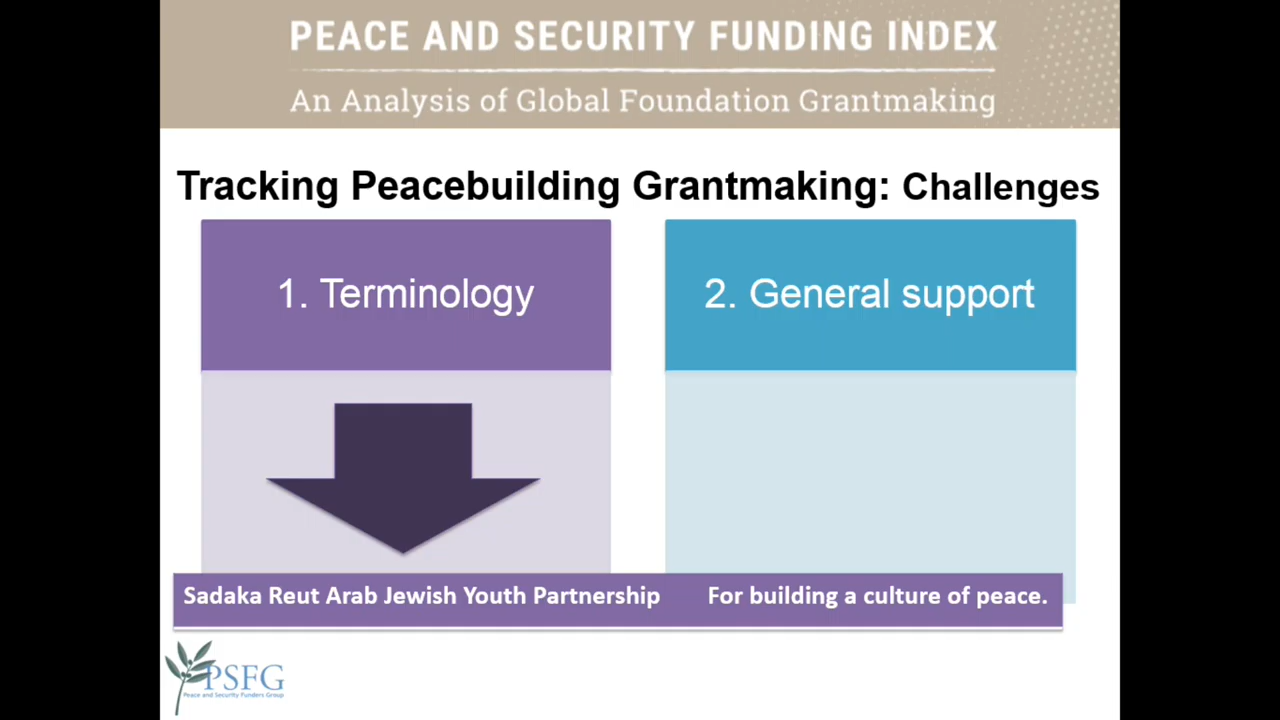 PEACE AND SECURITY FUNDING INDEX
An Analysis of Global Foundation Grantmaking
Tracking Peacebuilding Grantmaking: Challenges
1. Terminology
2. General support
Sadaka Reut Arab Jewish Youth Partnership For building a culture of peace.
PSFG
Peace and Security Funders Group